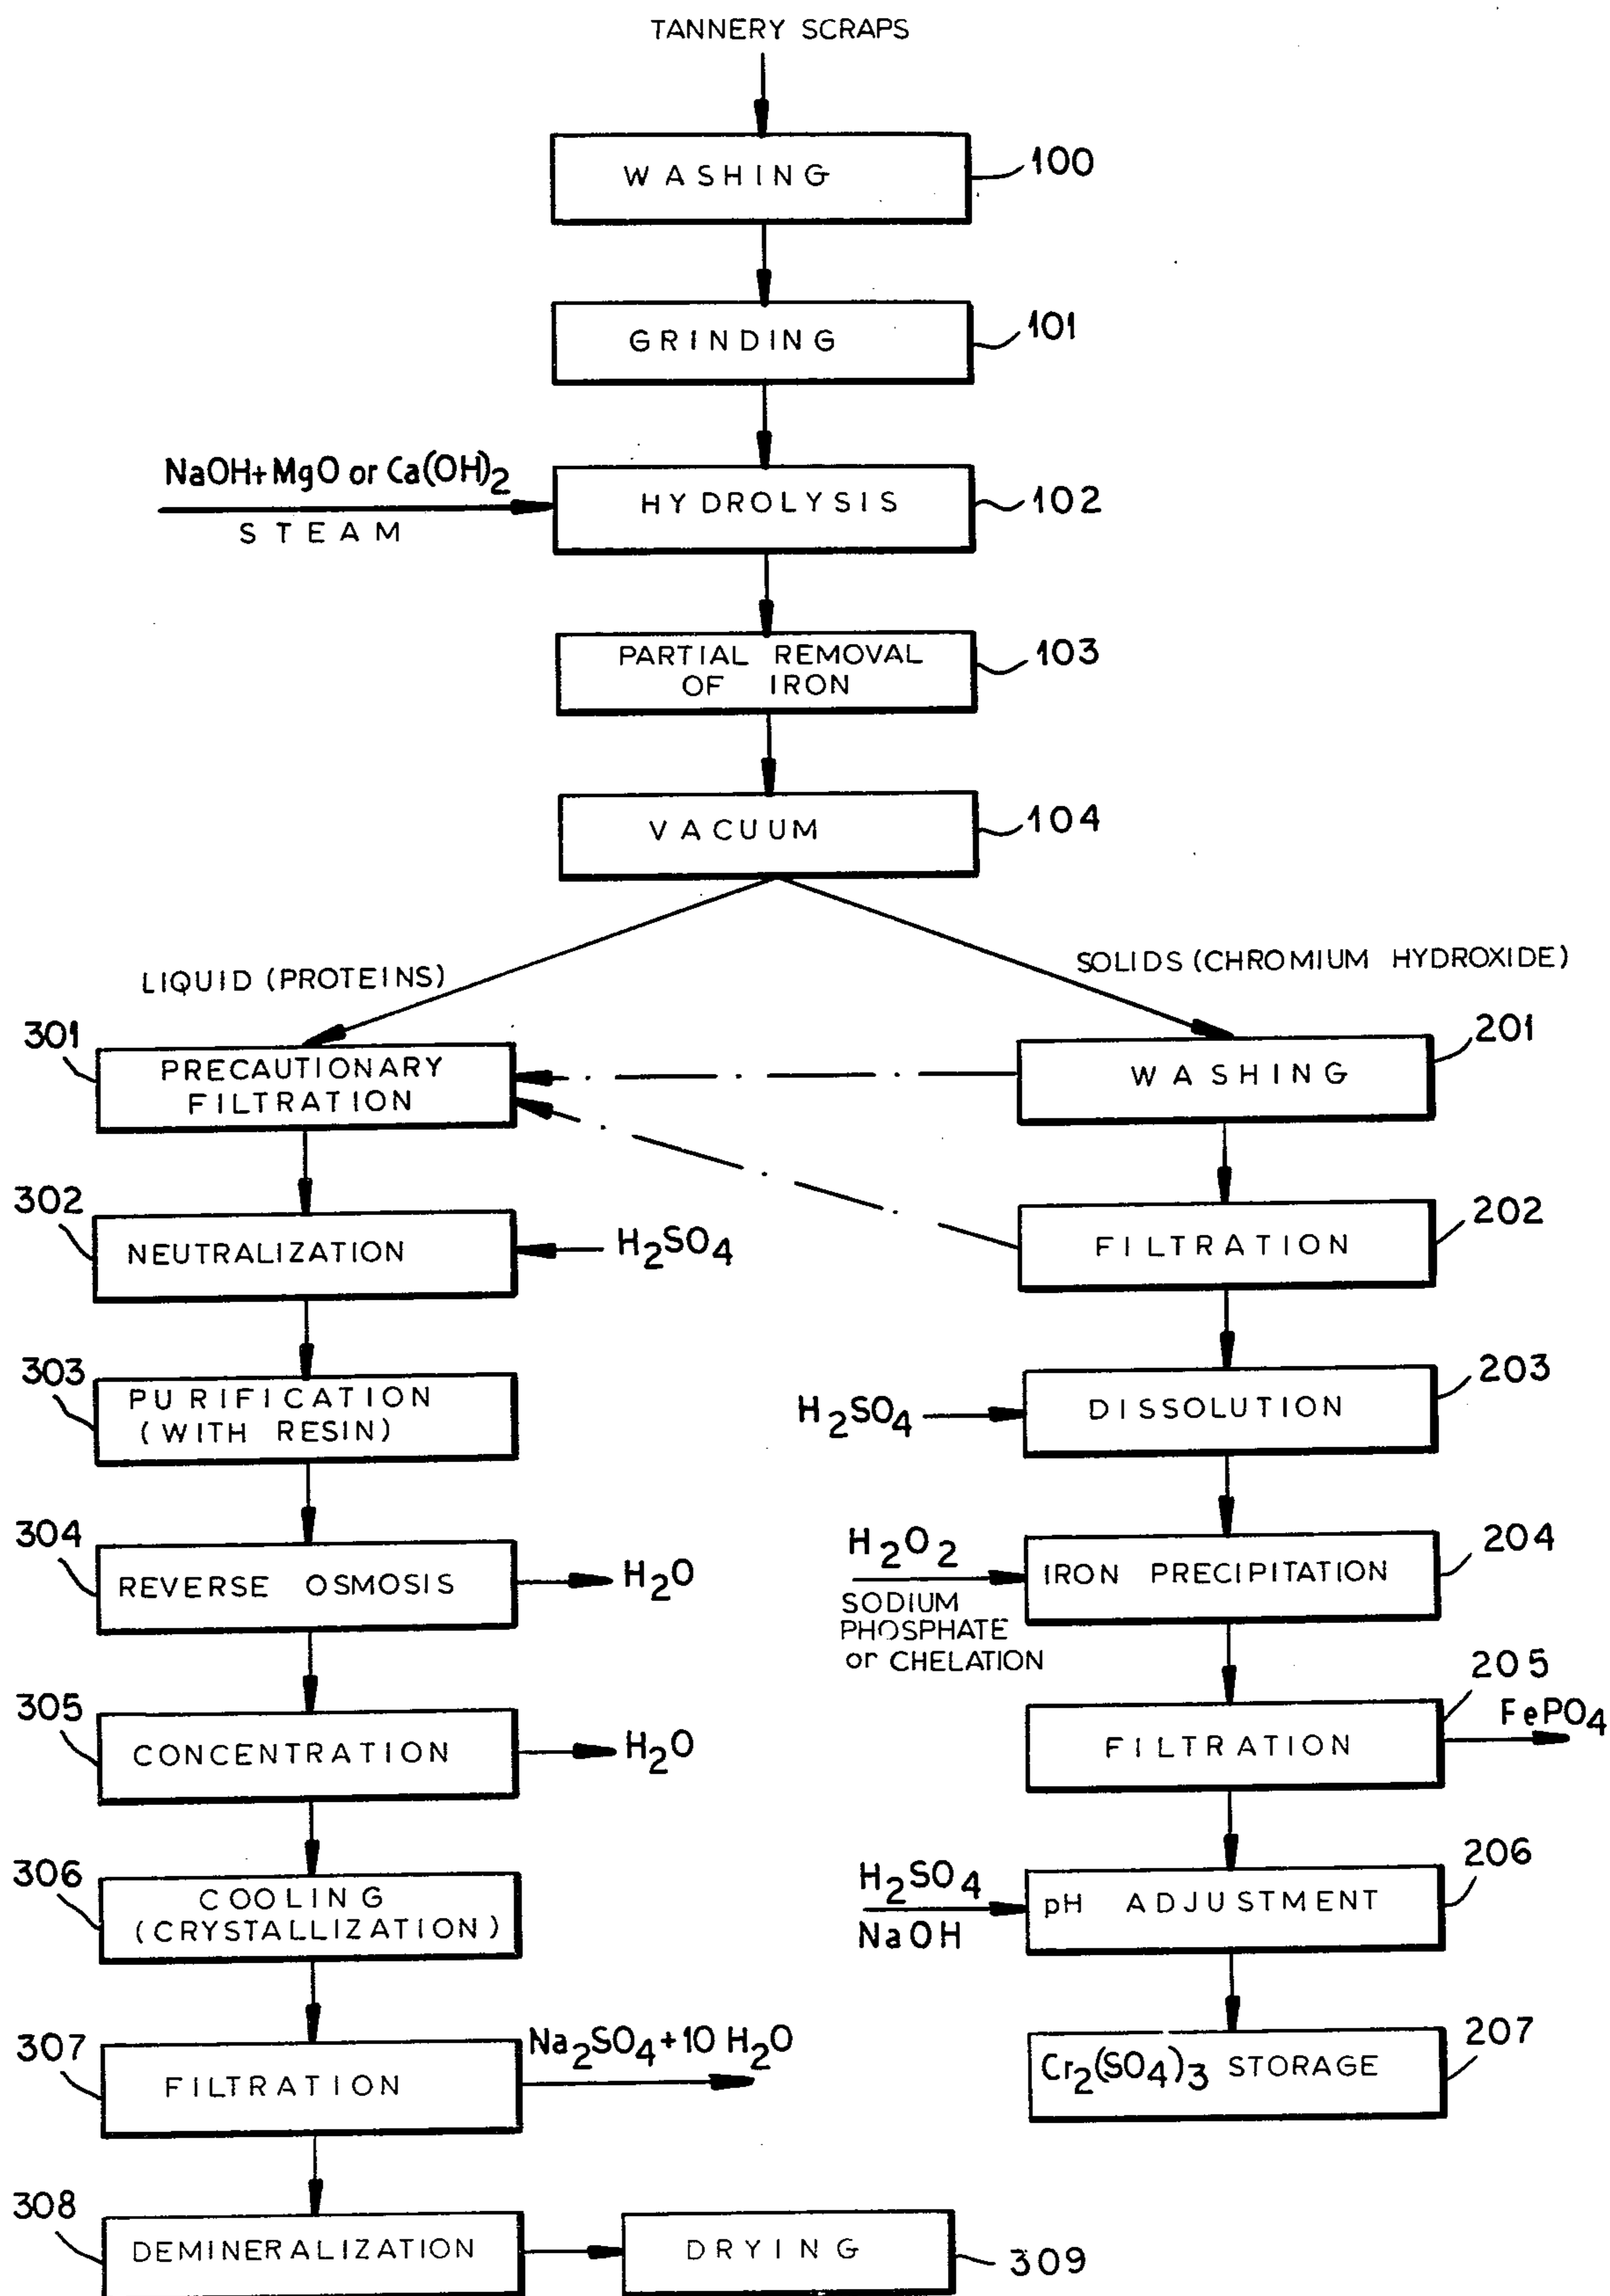 TANNERY SCRAPS
WASHING
100
GRINDING
101
NaOH+MgO or Ca(OH)2
STEAM
HYDROLYSIS
102
PARTIAL REMOVAL
OF IRON
103
VACUUM
104
LIQUID (PROTEINS)
SOLIDS (CHROMIUM HYDROXIDE)
301
PRECAUTIONARY
FILTRATION
201
WASHING
302
NEUTRALIZATION
H2SO4
202
FILTRATION
303
PURIFICATION
(WITH RESIN)
H2SO4
DISSOLUTION
203
304
REVERSE OSMOSIS
H2O
H2O2
SODIUM
PHOSPHATE
or CHELATION
IRON PRECIPITATION
204
305
CONCENTRATION
H2O
FILTRATION
205
FePO4
306
COOLING
(CRYSTALLIZATION)
H2SO4
NaOH
pH ADJUSTMENT
206
307
FILTRATION
Na2SO4+10 H2O
Cr2(SO4)3 STORAGE
207
308
DEMINERALIZATION
DRYING
309